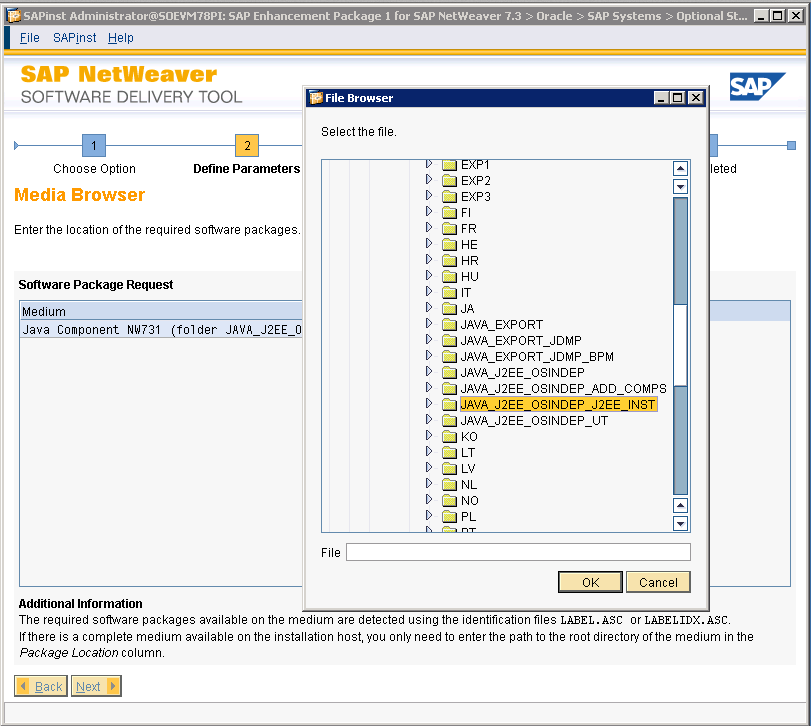 SAPinst Administrator@SOEVM78PI: SAP Enhancement Package 1 for SAP NetWeaver 7.3 > Oracle > SAP Systems > Optional St...
File SAPinst Help
SAP NetWeaver
SOFTWARE DELIVERY TOOL
SAP
1
2
Choose Option
Define Parameters
leted
Media Browser
Enter the location of the required software packages.
Software Package Request
Medium
Java Component NW731 (folder JAVA_J2EE_O
File Browser
Select the file.
EXP1
EXP2
EXP3
FI
FR
HE
HR
HU
IT
JA
JAVA_EXPORT
JAVA_EXPORT_JDMP
JAVA_EXPORT_JDMP_BPM
JAVA_J2EE_OSINDEP
JAVA_J2EE_OSINDEP_ADD_COMPS
JAVA_J2EE_OSINDEP_J2EE_INST
JAVA_J2EE_OSINDEP_UT
KO
LT
LV
NL
NO
PL
File
OK Cancel
Additional Information
The required software packages available on the medium are detected using the identification files LABEL.ASC or LABELIDX.ASC.
If there is a complete medium available on the installation host, you only need to enter the path to the root directory of the medium in the
Package Location column.
Back Next